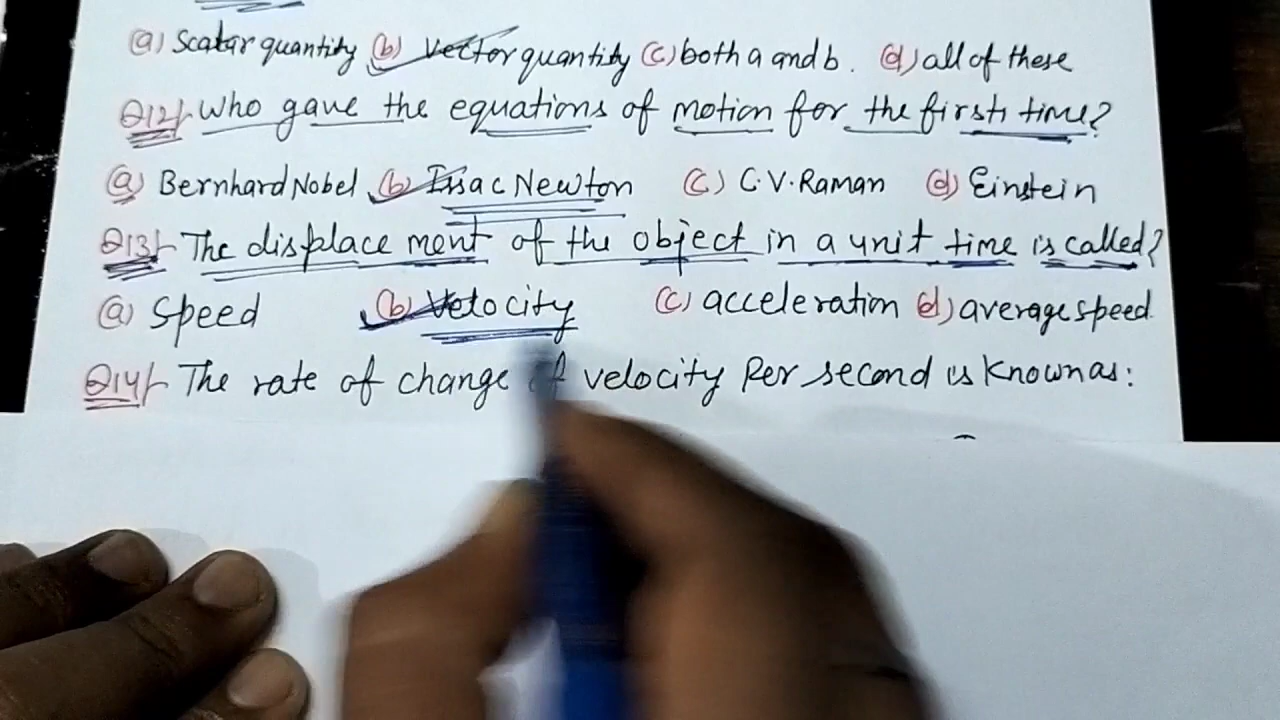 (a) Scalar quantity (b) Vector quantity (c) both a and b. (d) all of these
Q12/- Who gave the equations of motion for the first time?
(a) Bernhard Nobel (b) Issac Newton (C) C.V. Raman (d) Einstein
Q13/- The displace ment of the object in a unit time is called?
(a) Speed (b) Velocity (c) acceleration (d) average speed.
Q14/- The rate of change of velocity Per second is Known as: